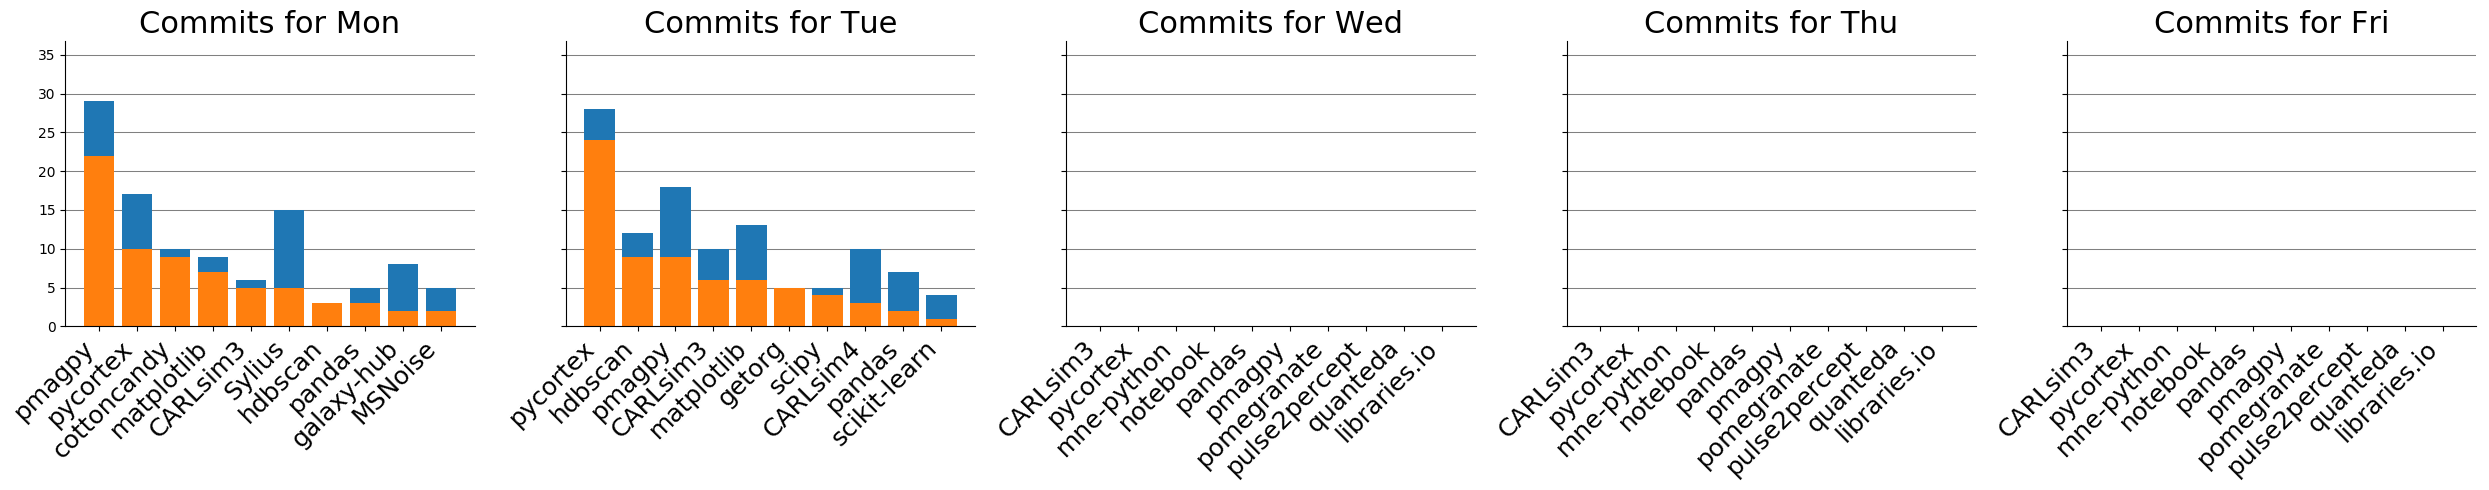 Commits for Mon
Commits for Tue
Commits for Wed
Commits for Thu
Commits for Fri
35
30
25
20
15
10
5
0
pmagpy
pycortex
cottoncandy
matplotlib
CARLsim3
Sylius
hdbscan
pandas
galaxy-hub
MSNoise
pycortex
hdbscan
pmagpy
CARLsim3
matplotlib
getorg
scipy
CARLsim4
pandas
scikit-learn
CARLsim3
pycortex
mne-python
notebook
pandas
pmagpy
pomegranate
pulse2percept
quanteda
libraries.io
CARLsim3
pycortex
mne-python
notebook
pandas
pmagpy
pomegranate
pulse2percept
quanteda
libraries.io
CARLsim3
pycortex
mne-python
notebook
pandas
pmagpy
pomegranate
pulse2percept
quanteda
libraries.io